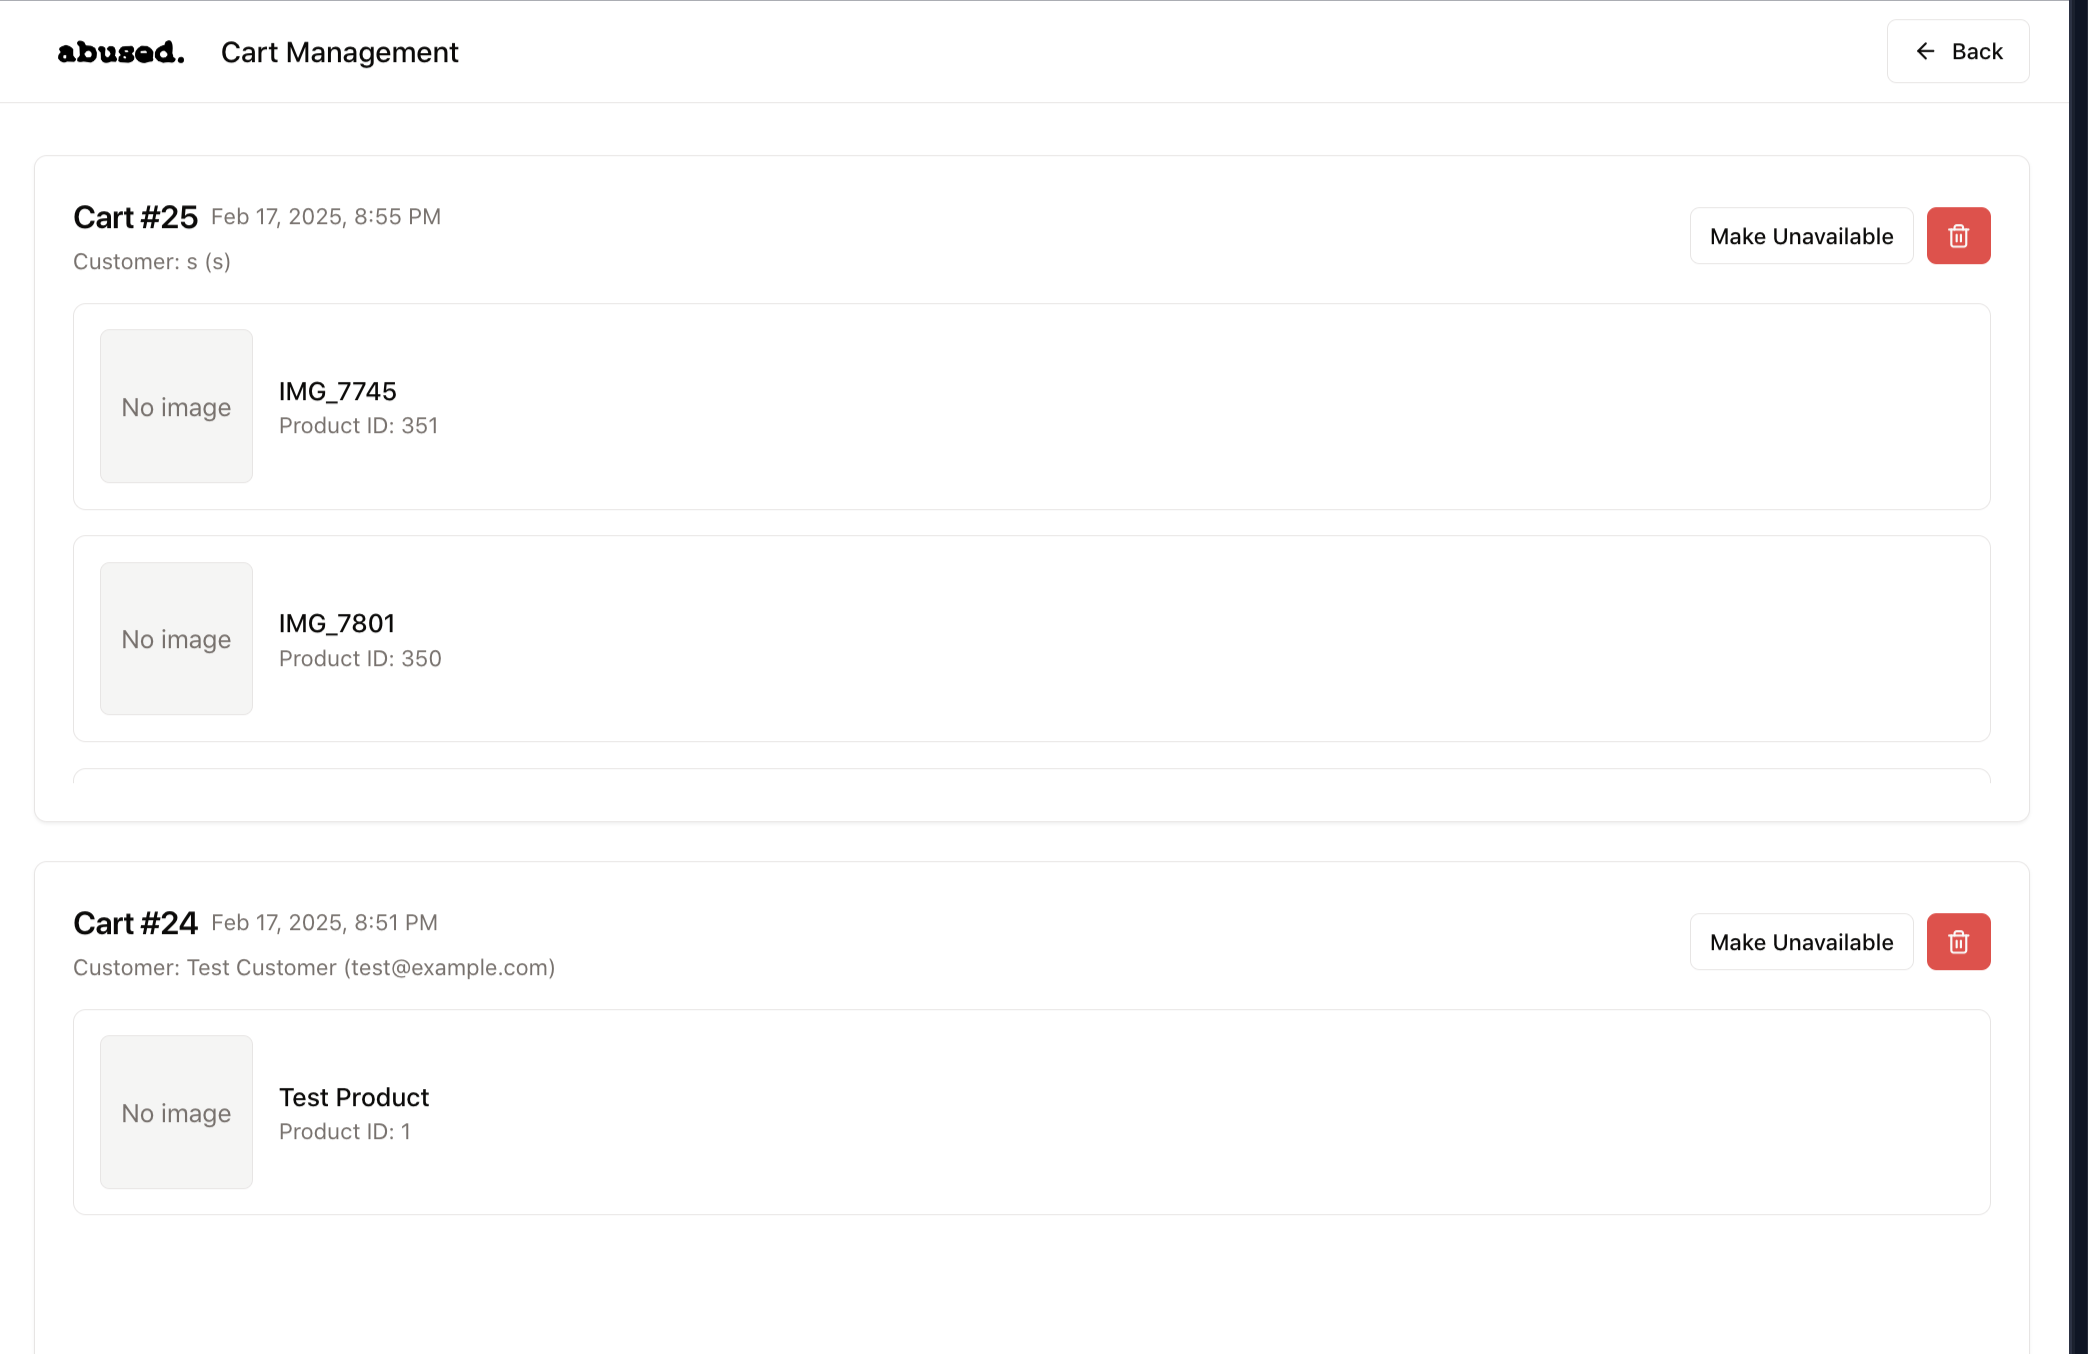 abused.
Cart Management
Back
Cart #25 Feb 17, 2025, 8:55 PM
Make Unavailable
Customer: s (s)
No image
IMG_7745
Product ID: 351
No image
IMG_7801
Product ID: 350
Cart #24 Feb 17, 2025, 8:51 PM
Make Unavailable
Customer: Test Customer (test@example.com)
No image
Test Product
Product ID: 1